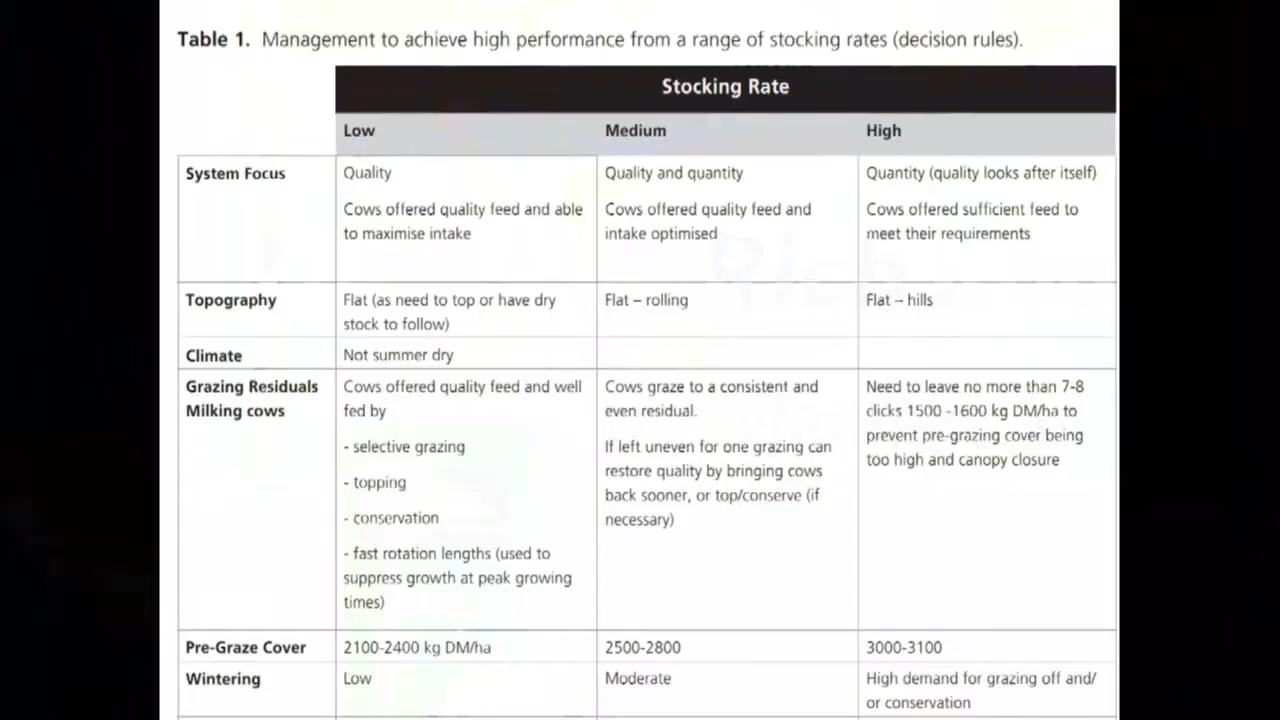 Table 1. Management to achieve high performance from a range of stocking rates (decision rules).
Stocking Rate
Low Medium High
System Focus
Quality
Cows offered quality feed and able
to maximise intake
Quality and quantity
Cows offered quality feed and
intake optimised
Quantity (quality looks after itself)
Cows offered sufficient feed to
meet their requirements
Topography
Flat (as need to top or have dry
stock to follow)
Flat – rolling
Flat – hills
Climate
Not summer dry
Grazing Residuals
Milking cows
Cows offered quality feed and well
fed by
- selective grazing
- topping
- conservation
- fast rotation lengths (used to
suppress growth at peak growing
times)
Cows graze to a consistent and
even residual.
If left uneven for one grazing can
restore quality by bringing cows
back sooner, or top/conserve (if
necessary)
Need to leave no more than 7-8
clicks 1500 -1600 kg DM/ha to
prevent pre-grazing cover being
too high and canopy closure
Pre-Graze Cover
2100-2400 kg DM/ha
2500-2800
3000-3100
Wintering
Low
Moderate
High demand for grazing off and/
or conservation